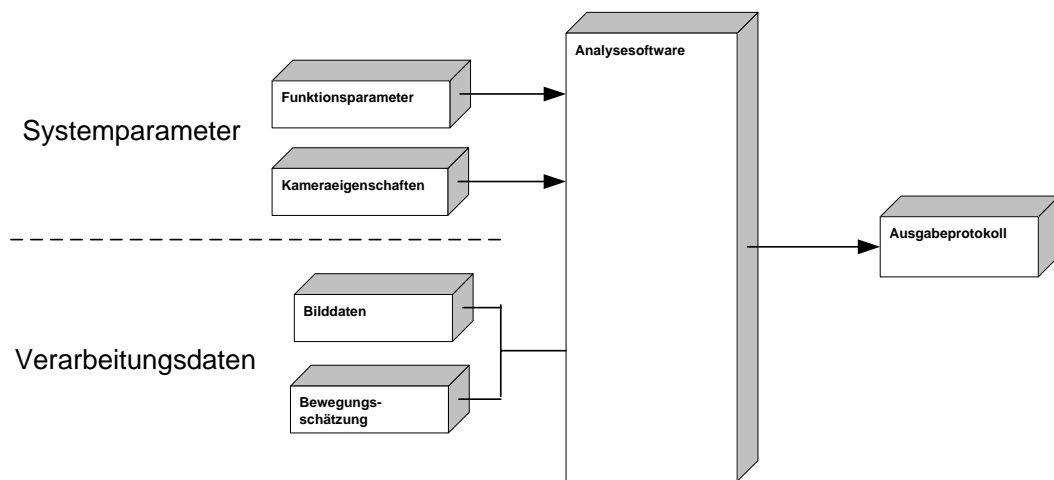 Analysesoftware
Funktionsparameter
Systemparameter
Kameraeigenschaften
Ausgabeprotokoll
Bilddaten
Verarbeitungsdaten
Bewegungs-
schätzung